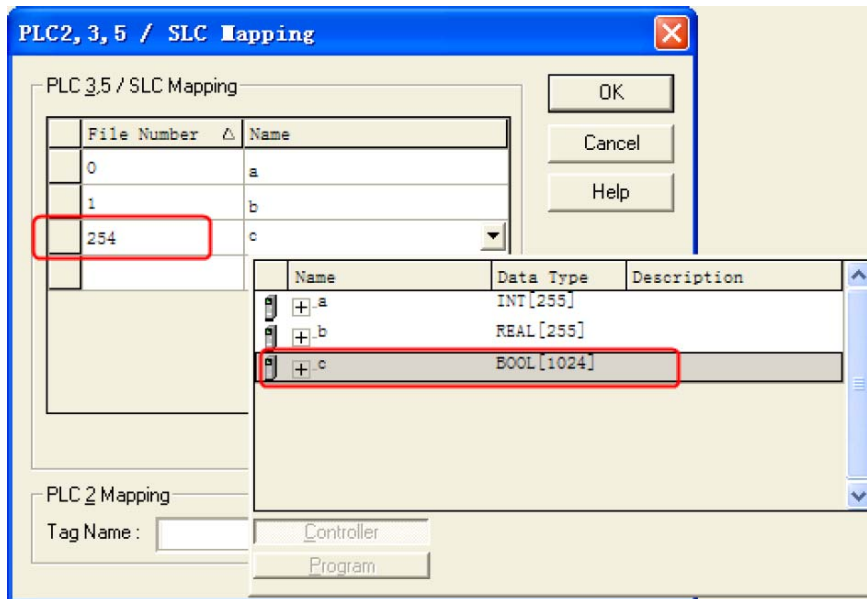 PLC2, 3, 5 / SLC Mapping
PLC 3,5 / SLC Mapping
File Number Name
0 a
1 b
254 c
OK
Cancel
Help
Name Data Type Description
a INT[255]
b REAL[255]
c BOOL[1024]
PLC 2 Mapping
Tag Name :
Controller
Program